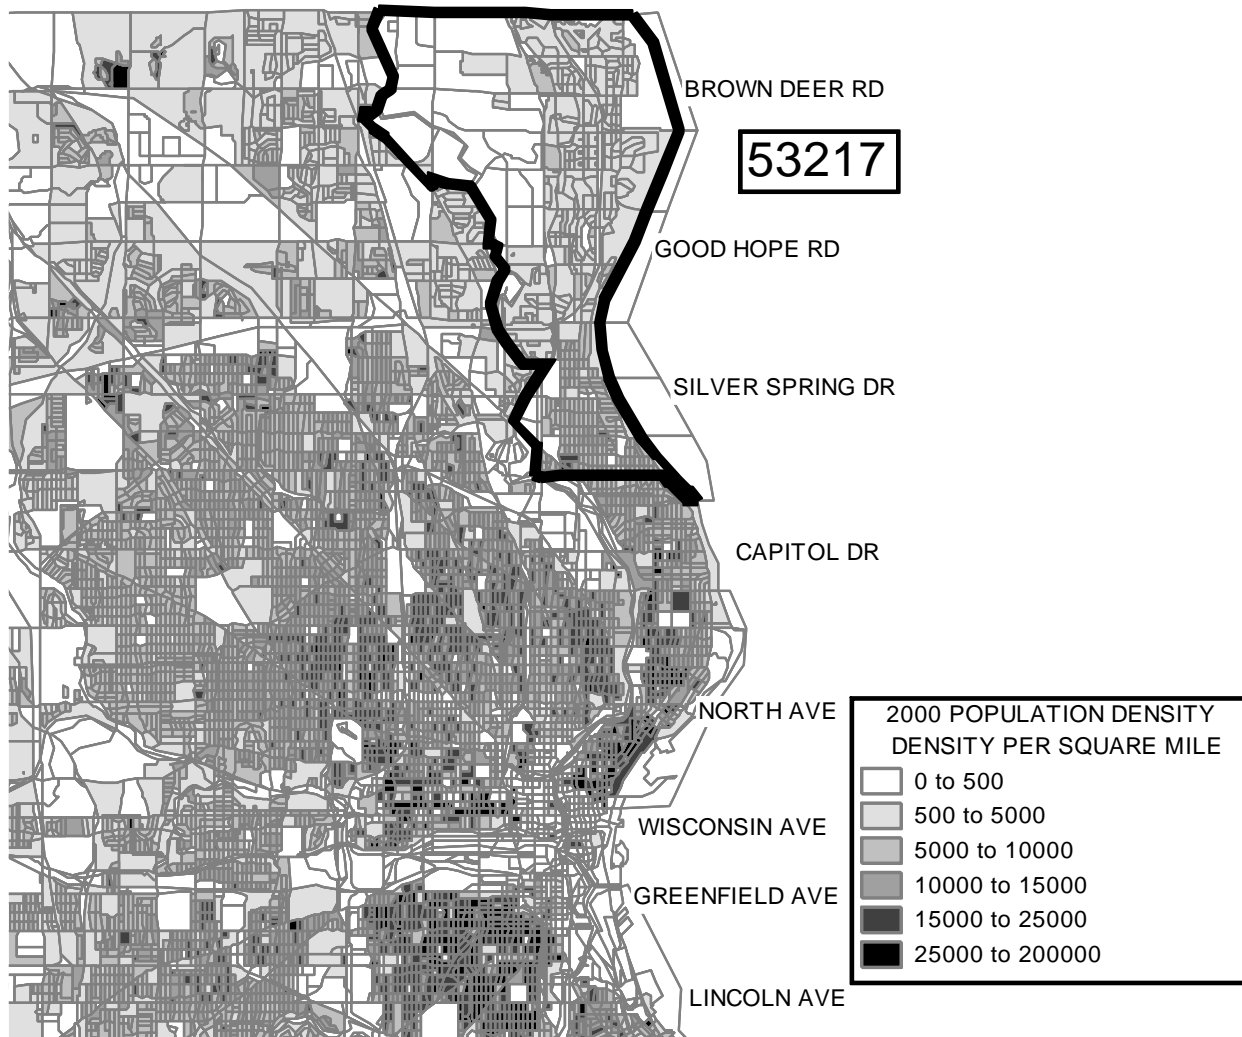 BROWN DEER RD
53217
GOOD HOPE RD
SILVER SPRING DR
CAPITOL DR
NORTH AVE
2000 POPULATION DENSITY
DENSITY PER SQUARE MILE
0 to 500
500 to 5000
5000 to 10000
10000 to 15000
15000 to 25000
25000 to 200000
WISCONSIN AVE
GREENFIELD AVE
LINCOLN AVE